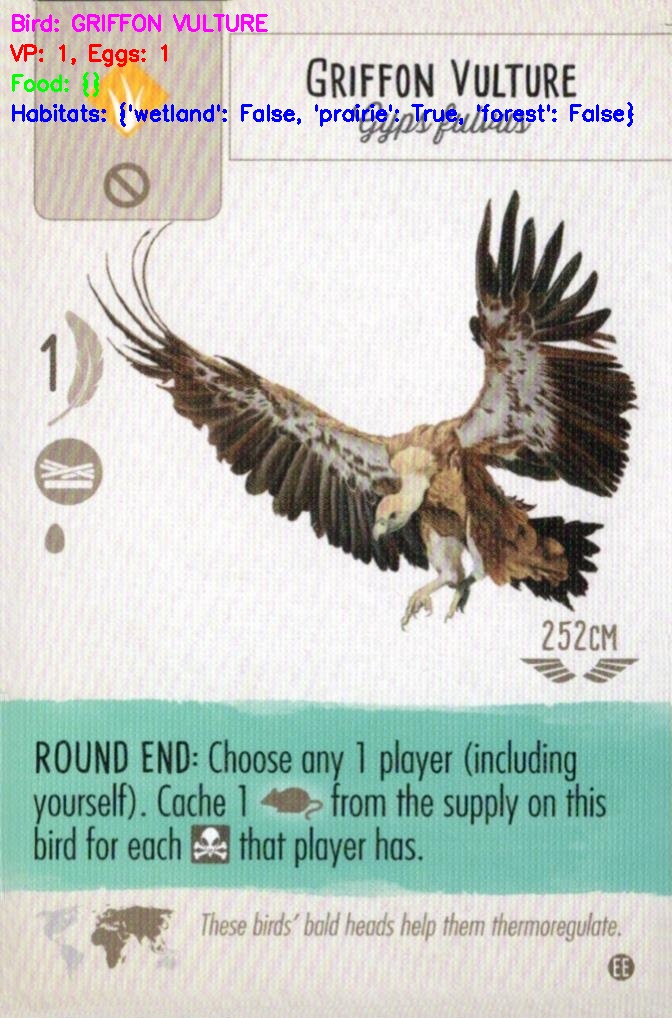 Bird: GRIFFON VULTURE
VP: 1, Eggs: 1
Food: {}
Habitats: {'wetland': False, 'prairie': True, 'forest': False}
GRIFFON VULTURE
Gyps fulvus
1
252CM
ROUND END: Choose any 1 player (including
yourself). Cache 1 from the supply on this
bird for each that player has.
These birds' bald heads help them thermoregulate.
EE